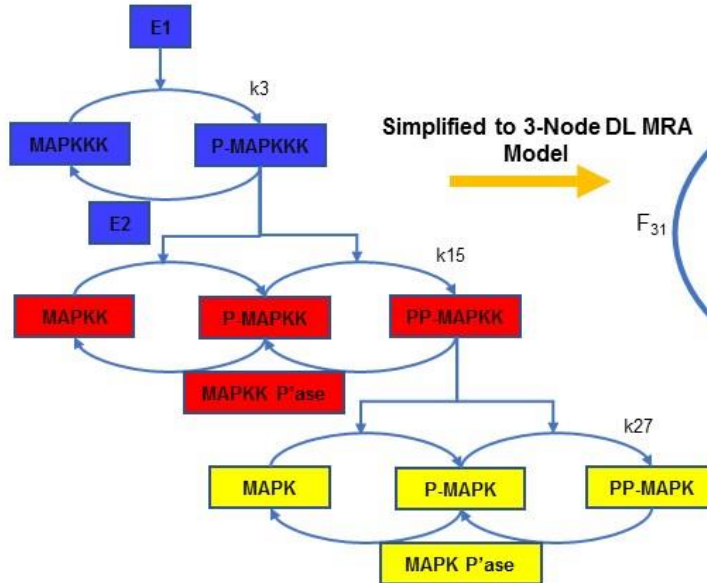 E1
k3
MAPKKK
P-MAPKKK
Simplified to 3-Node DL MRA
Model
E2
F₃₁
k15
MAPKK
P-MAPKK
PP-MAPKK
MAPKK P'ase
k27
MAPK
P-MAPK
PP-MAPK
MAPK P'ase